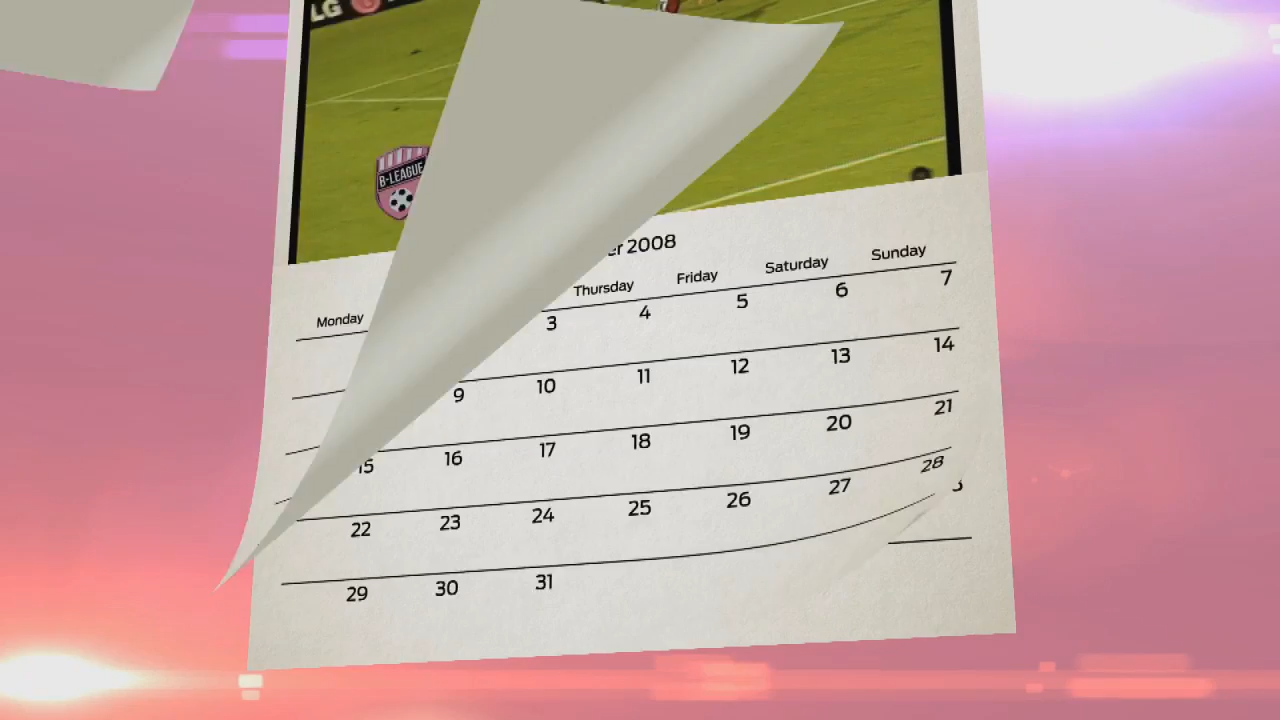 LG
B-LEAGUE
er 2008
Monday Thursday Friday Saturday Sunday
3 4 5 6 7
9 10 11 12 13 14
15 16 17 18 19 20 21
22 23 24 25 26 27 28
29 30 31